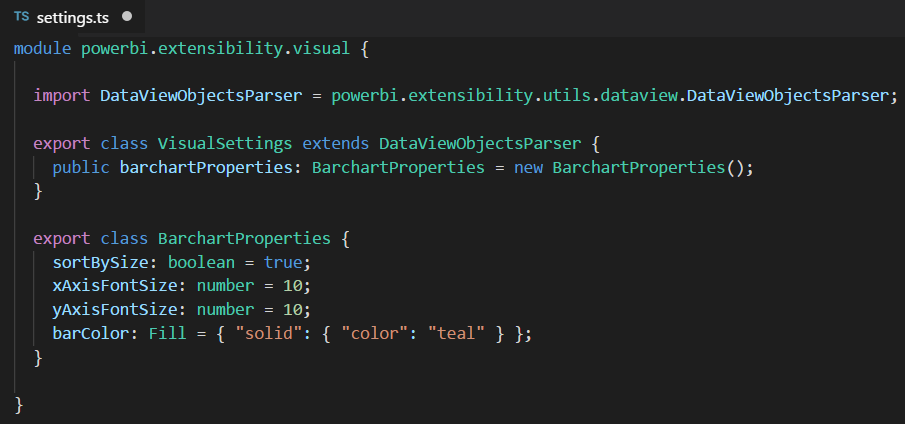 TS settings.ts
module powerbi.extensibility.visual {
import DataViewObjectsParser = powerbi.extensibility.utils.dataview.DataViewObjectsParser;
export class VisualSettings extends DataViewObjectsParser {
public barchartProperties: BarchartProperties = new BarchartProperties();
}
export class BarchartProperties {
sortBySize: boolean = true;
xAxisFontSize: number = 10;
yAxisFontSize: number = 10;
barColor: Fill = { "solid": { "color": "teal" } };
}
}